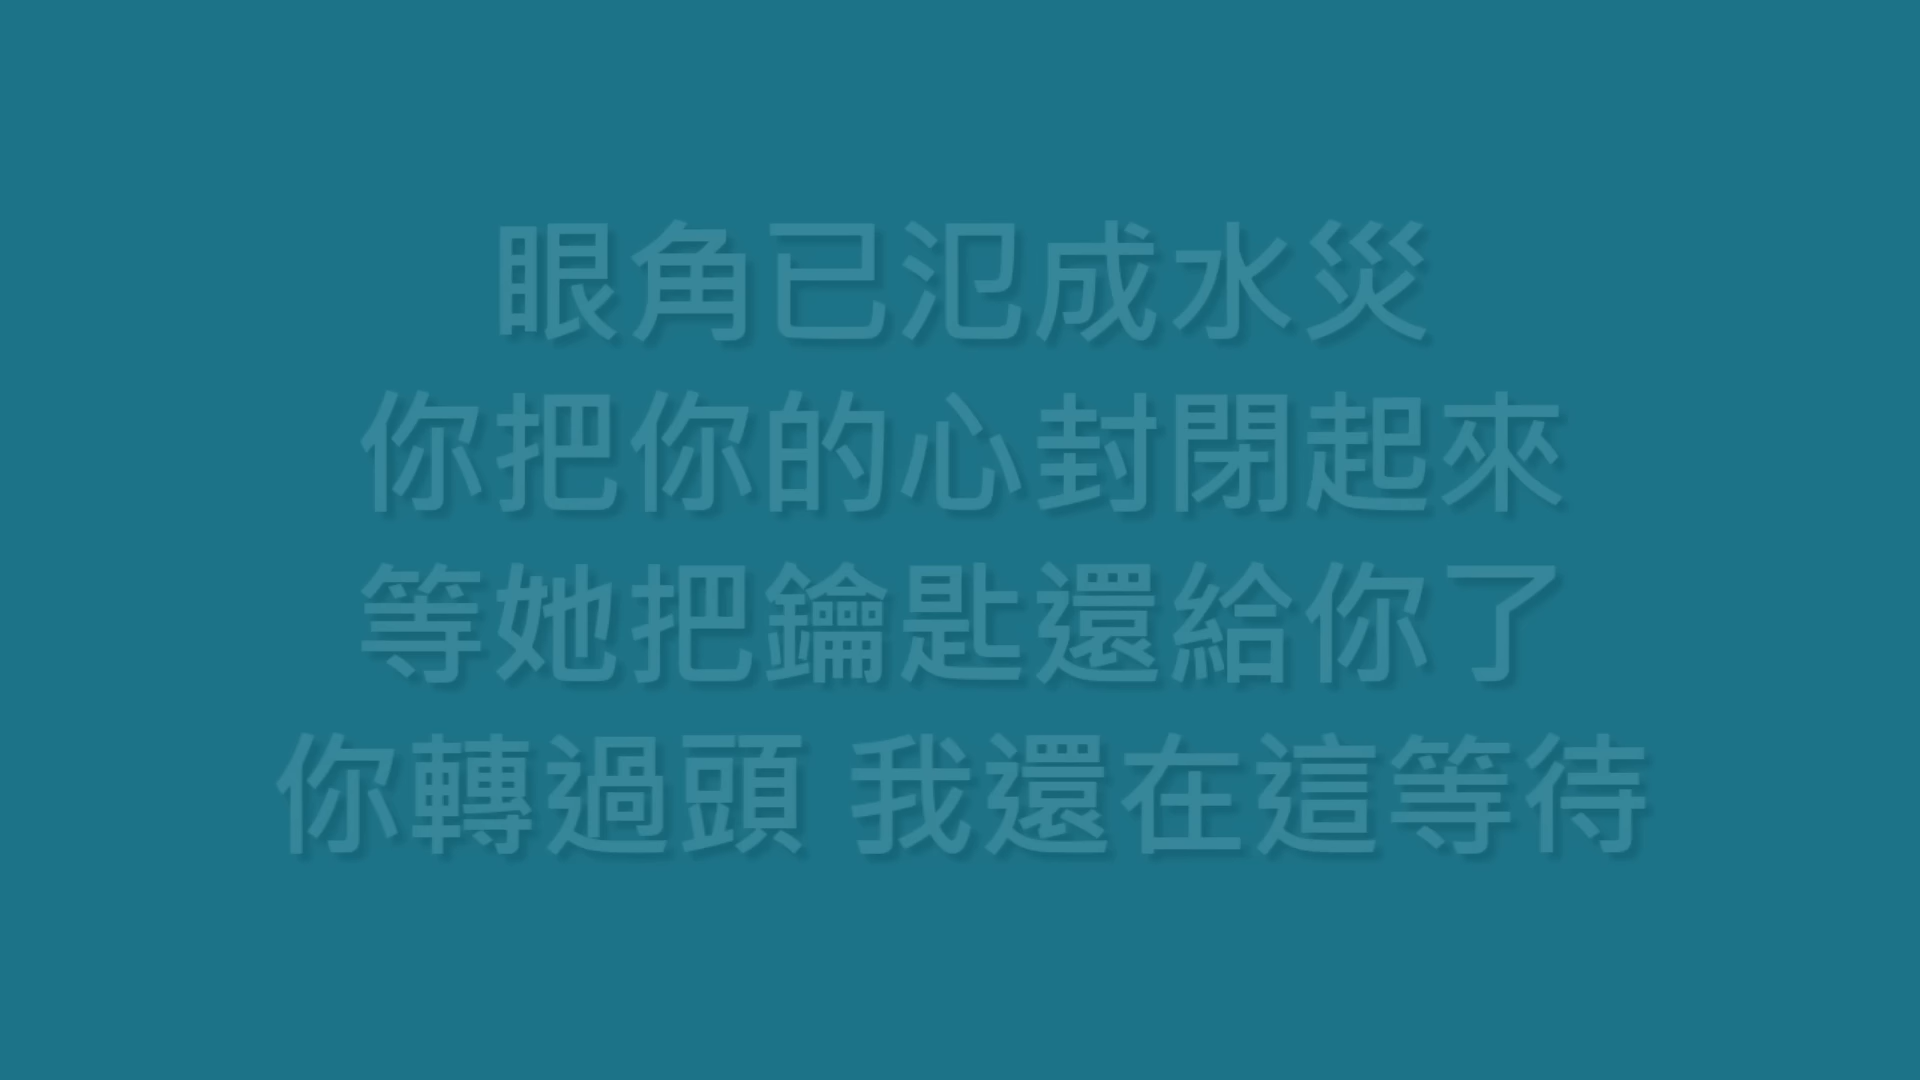 眼角已氾成水災
你把你的心封閉起來
等她把鑰匙還給你了
你轉過頭 我還在這等待